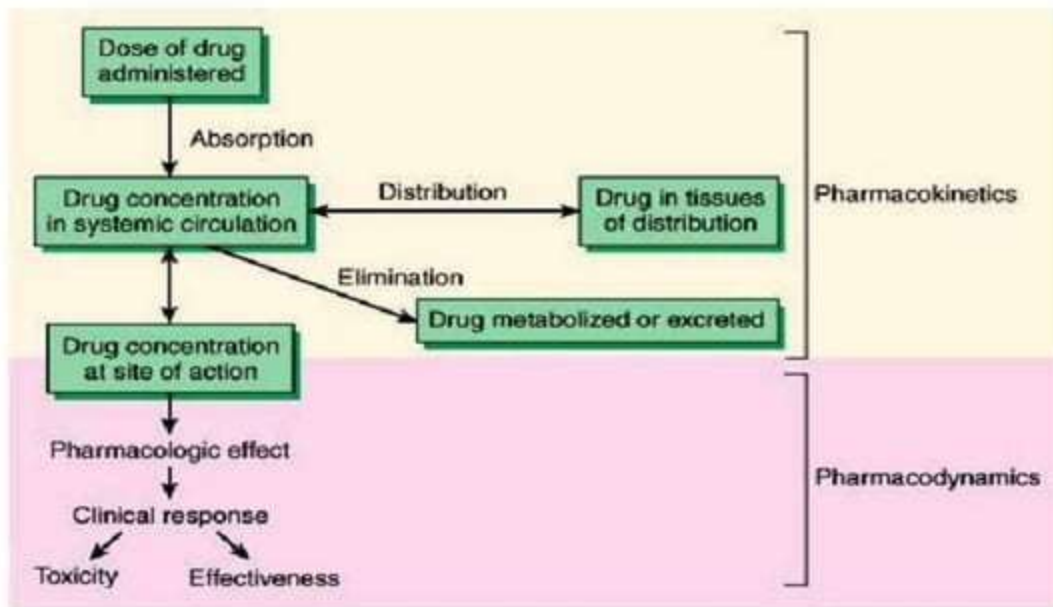 Dose of drug
administered
Absorption
Drug concentration
in systemic circulation
Distribution
Drug in tissues
of distribution
Pharmacokinetics
Elimination
Drug metabolized or excreted
Drug concentration
at site of action
Pharmacologic effect
Clinical response
Toxicity
Effectiveness
Pharmacodynamics